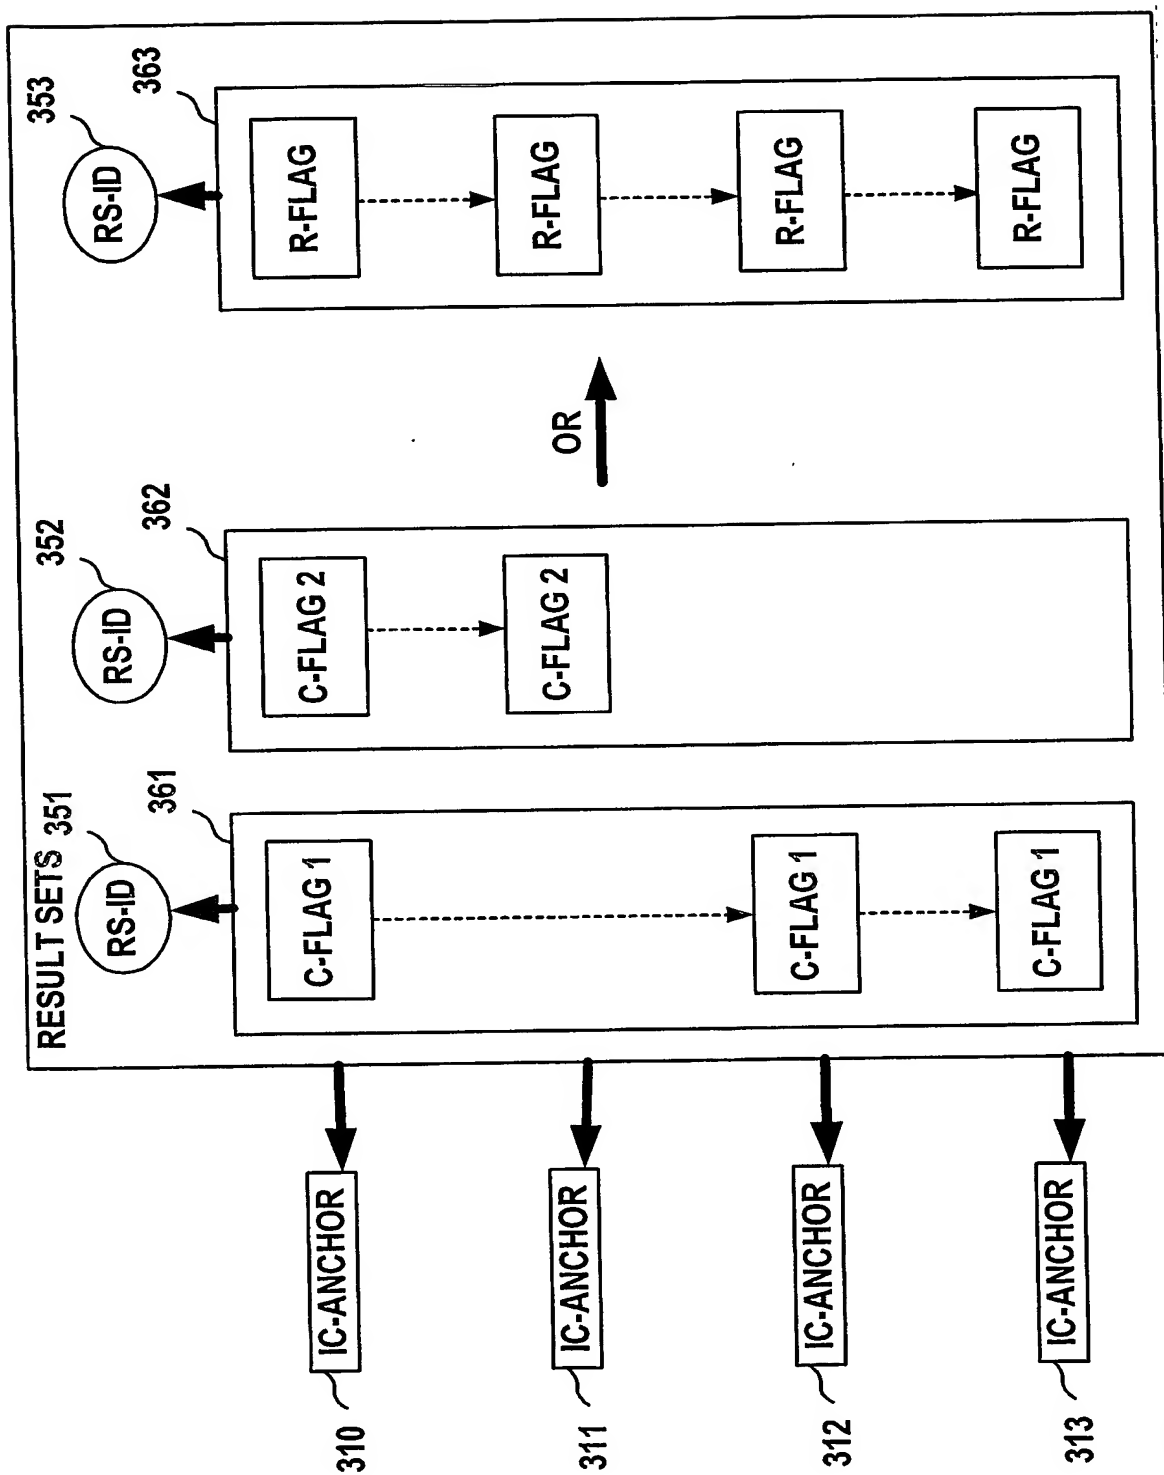 RESULT SETS
351
352
353
RS-ID
RS-ID
RS-ID
361
362
363
310
IC-ANCHOR
C-FLAG 1
C-FLAG 2
R-FLAG
311
IC-ANCHOR
C-FLAG 2
OR
R-FLAG
312
IC-ANCHOR
C-FLAG 1
R-FLAG
313
IC-ANCHOR
C-FLAG 1
R-FLAG